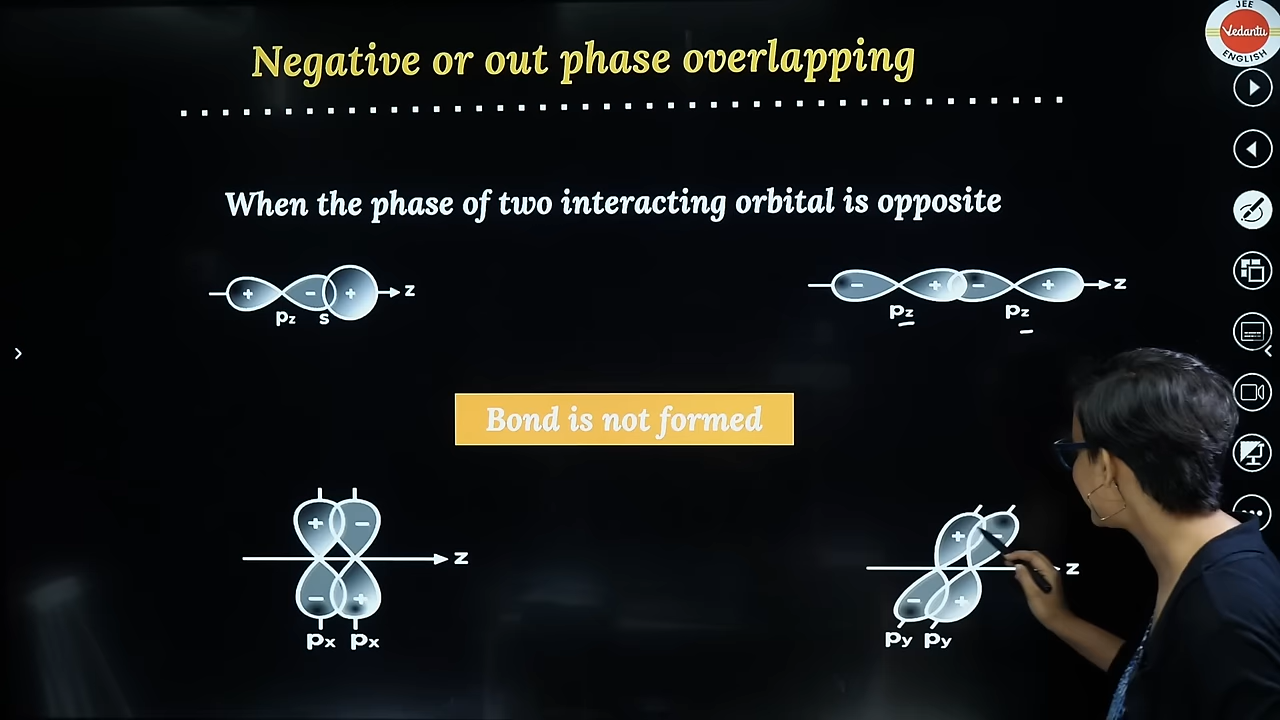 JEE
Vedantu
ENGLISH
Negative or out phase overlapping
When the phase of two interacting orbital is opposite
+ - + z
pz s
- + - + z
pz pz
Bond is not formed
+ -
z
- +
px px
+ -
z
- +
py py